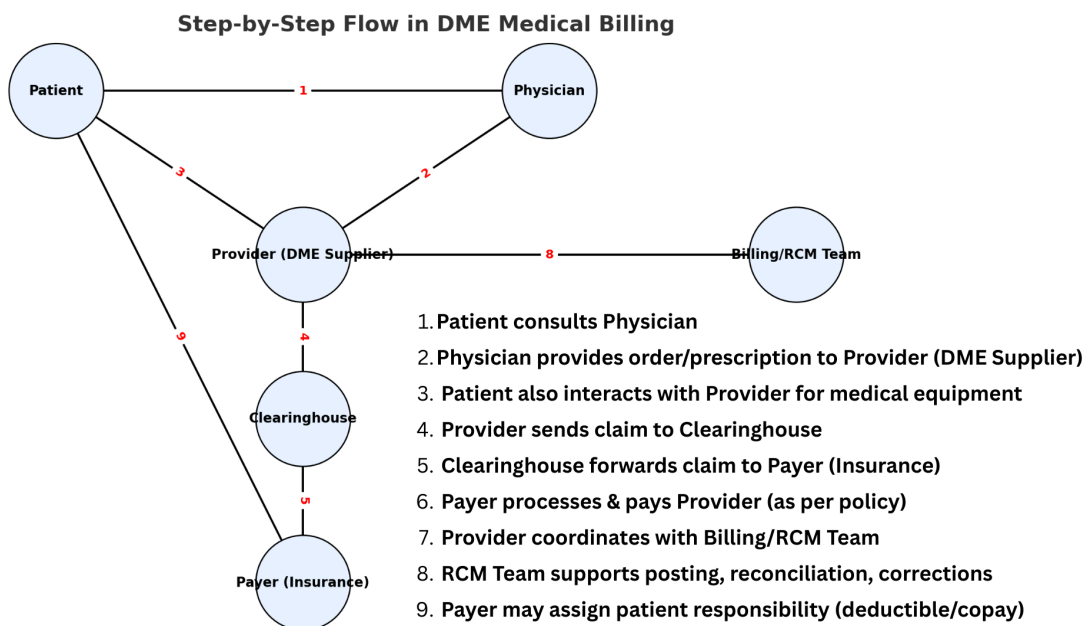 Step-by-Step Flow in DME Medical Billing
Patient
1
Physician
3
2
Provider (DME Supplier)
8
Billing/RCM Team
4
9
Clearinghouse
5
Payer (Insurance)
1. Patient consults Physician
2. Physician provides order/prescription to Provider (DME Supplier)
3. Patient also interacts with Provider for medical equipment
4. Provider sends claim to Clearinghouse
5. Clearinghouse forwards claim to Payer (Insurance)
6. Payer processes & pays Provider (as per policy)
7. Provider coordinates with Billing/RCM Team
8. RCM Team supports posting, reconciliation, corrections
9. Payer may assign patient responsibility (deductible/copay)